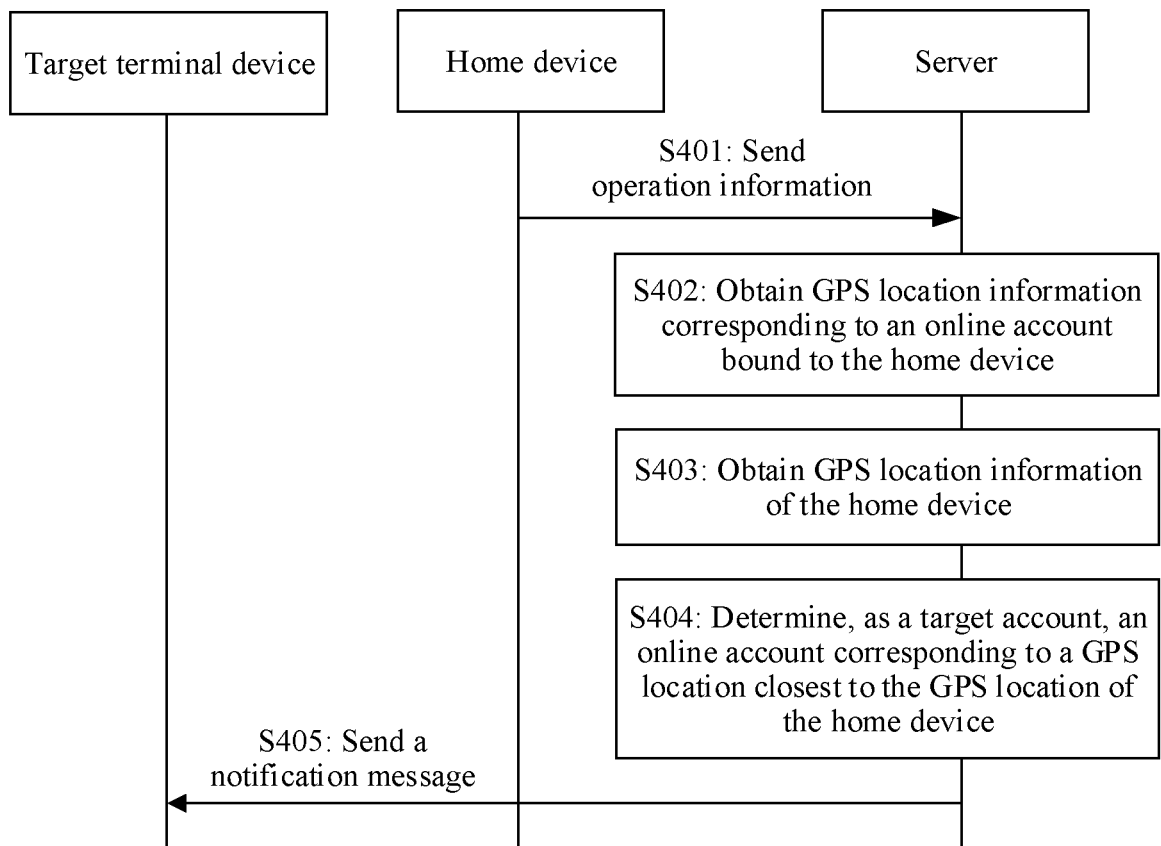 Target terminal device
Home device
Server
S401: Send
operation information
S402: Obtain GPS location information
corresponding to an online account
bound to the home device
S403: Obtain GPS location information
of the home device
S404: Determine, as a target account, an
online account corresponding to a GPS
location closest to the GPS location of
the home device
S405: Send a
notification message